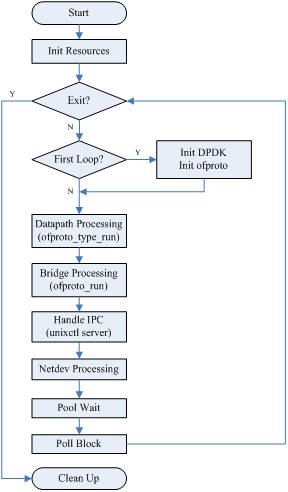 Start
Init Resources
Y
Exit?
N
First Loop?
Y
Init DPDK
Init ofproto
N
Datapath Processing
(ofproto_type_run)
Bridge Processing
(ofproto_run)
Handle IPC
(unixctl server)
Netdev Processing
Pool Wait
Poll Block
Clean Up